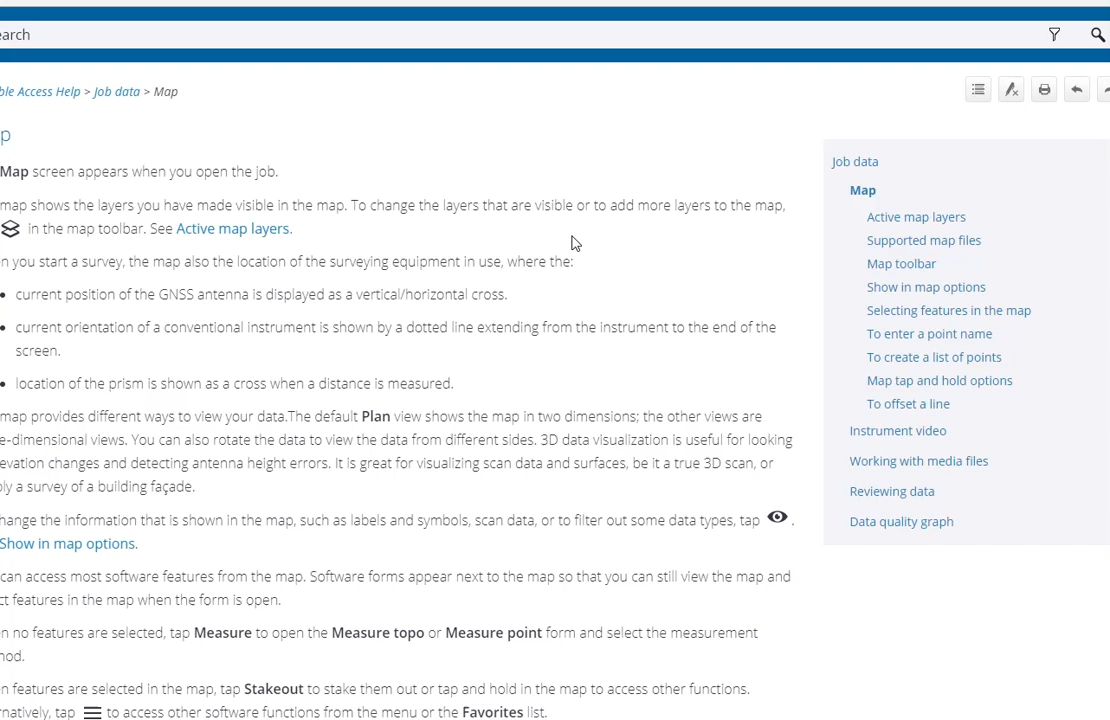 earch
ble Access Help > Job data > Map
p
Map screen appears when you open the job.
map shows the layers you have made visible in the map. To change the layers that are visible or to add more layers to the map,
in the map toolbar. See Active map layers.
n you start a survey, the map also the location of the surveying equipment in use, where the:
• current position of the GNSS antenna is displayed as a vertical/horizontal cross.
• current orientation of a conventional instrument is shown by a dotted line extending from the instrument to the end of the
screen.
• location of the prism is shown as a cross when a distance is measured.
map provides different ways to view your data.The default Plan view shows the map in two dimensions; the other views are
e-dimensional views. You can also rotate the data to view the data from different sides. 3D data visualization is useful for looking
evation changes and detecting antenna height errors. It is great for visualizing scan data and surfaces, be it a true 3D scan, or
ply a survey of a building façade.
hange the information that is shown in the map, such as labels and symbols, scan data, or to filter out some data types, tap .
Show in map options.
can access most software features from the map. Software forms appear next to the map so that you can still view the map and
ct features in the map when the form is open.
n no features are selected, tap Measure to open the Measure topo or Measure point form and select the measurement
hod.
n features are selected in the map, tap Stakeout to stake them out or tap and hold in the map to access other functions.
rnatively, tap to access other software functions from the menu or the Favorites list.
Job data
Map
Active map layers
Supported map files
Map toolbar
Show in map options
Selecting features in the map
To enter a point name
To create a list of points
Map tap and hold options
To offset a line
Instrument video
Working with media files
Reviewing data
Data quality graph